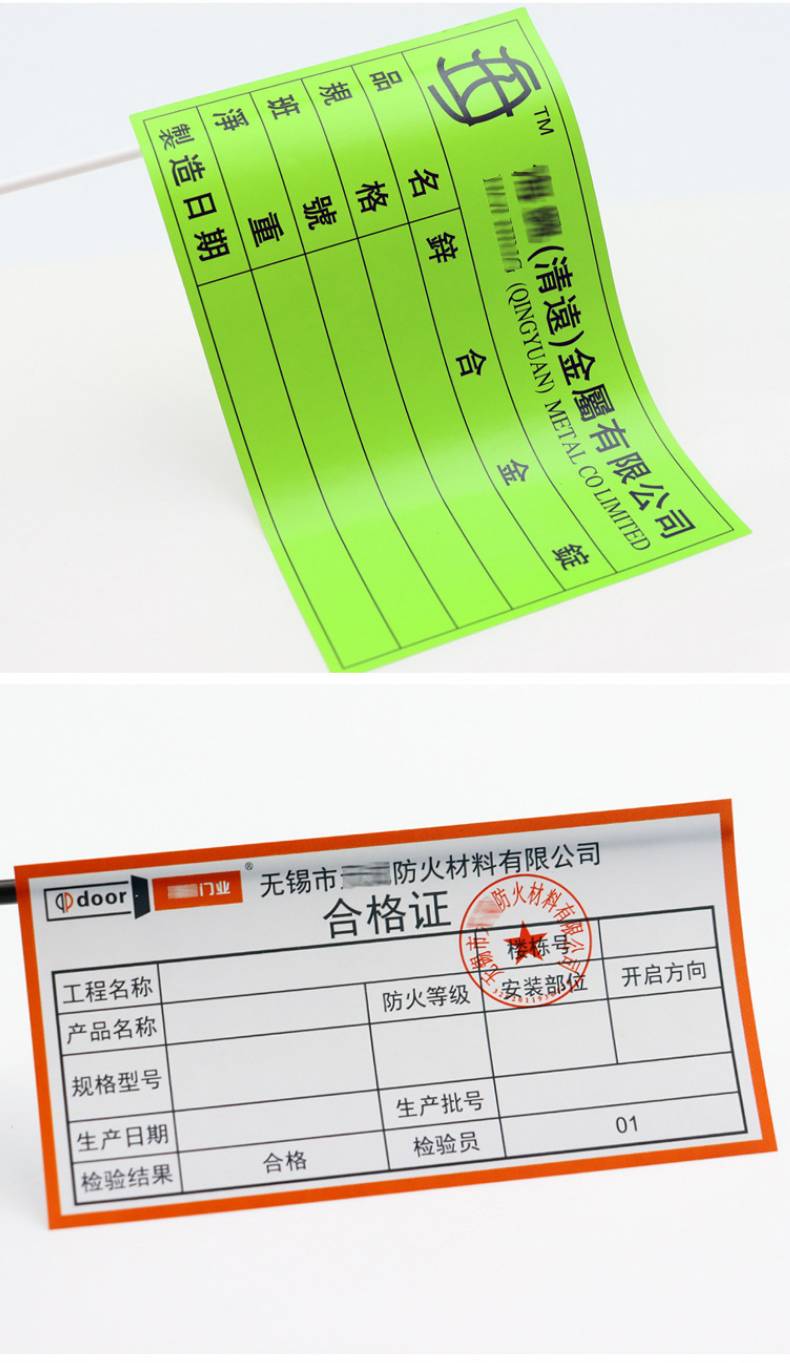 TM
(清遠)金屬有限公司
(QINGYUAN) METAL CO LIMITED
品名 鋅合金錠
規格
班號
淨重
製造日期
door 门业 ®
无锡市 防火材料有限公司
合格证
工程名称 楼栋号
产品名称 防火等级 安装部位 开启方向
规格型号
生产日期 生产批号
检验结果 合格 检验员 01
无锡市 防火材料有限公司